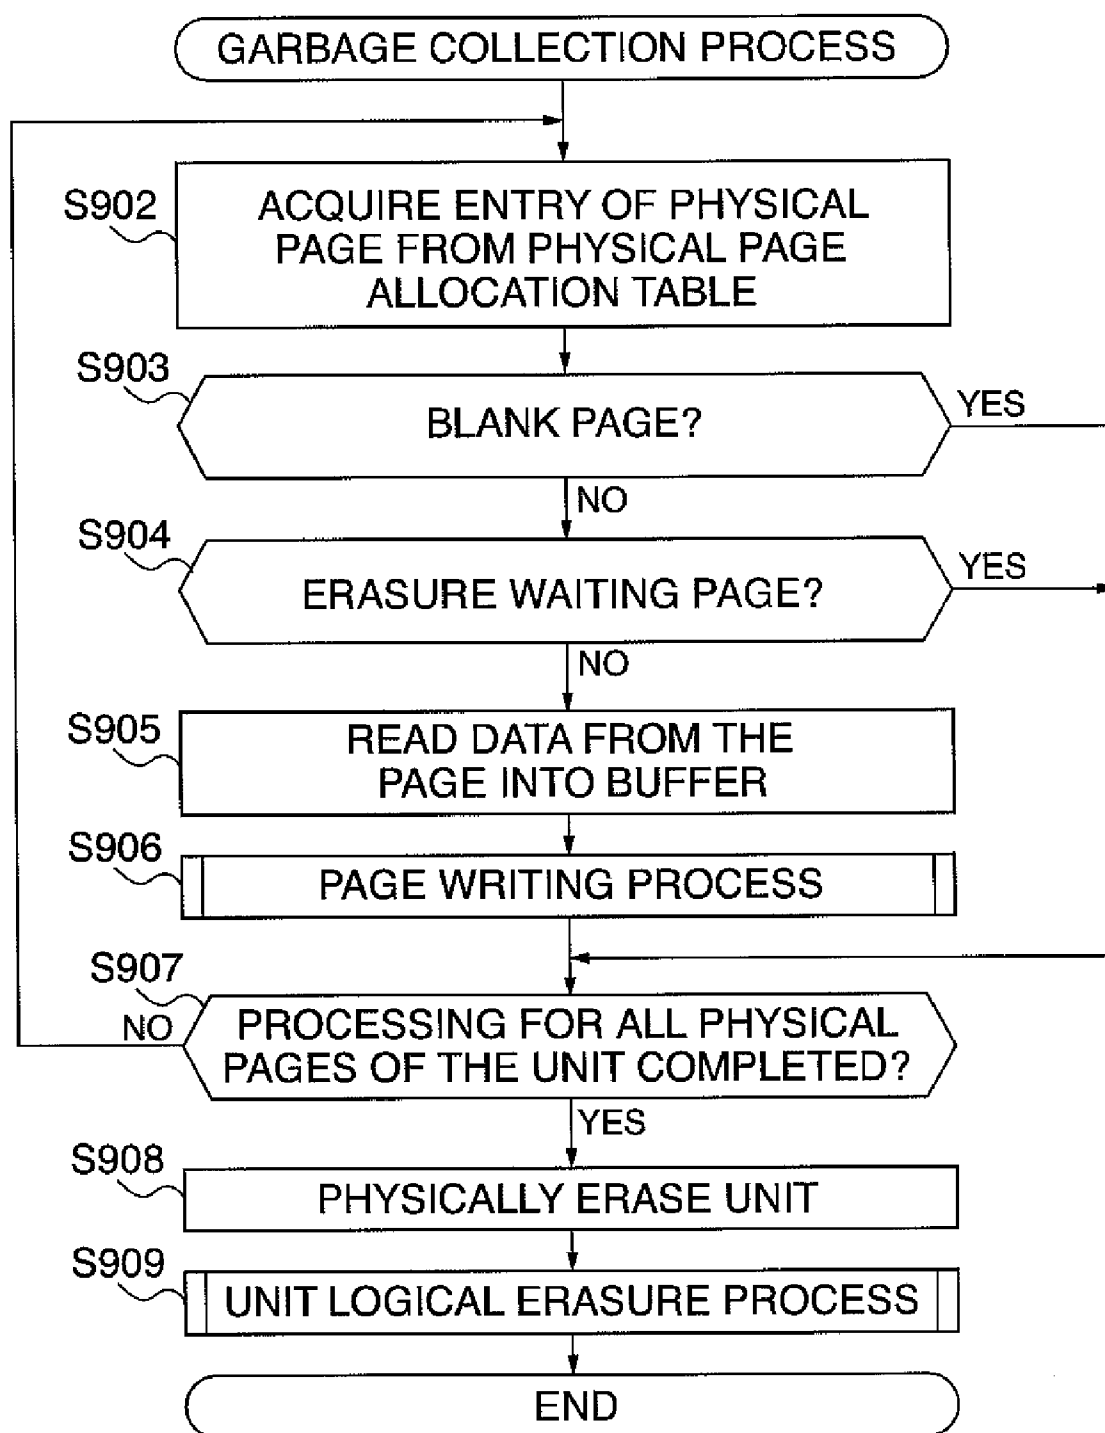 GARBAGE COLLECTION PROCESS
S902
ACQUIRE ENTRY OF PHYSICAL
PAGE FROM PHYSICAL PAGE
ALLOCATION TABLE
S903
BLANK PAGE?
YES
NO
S904
ERASURE WAITING PAGE?
YES
NO
S905
READ DATA FROM THE
PAGE INTO BUFFER
S906
PAGE WRITING PROCESS
S907
NO
PROCESSING FOR ALL PHYSICAL
PAGES OF THE UNIT COMPLETED?
YES
S908
PHYSICALLY ERASE UNIT
S909
UNIT LOGICAL ERASURE PROCESS
END